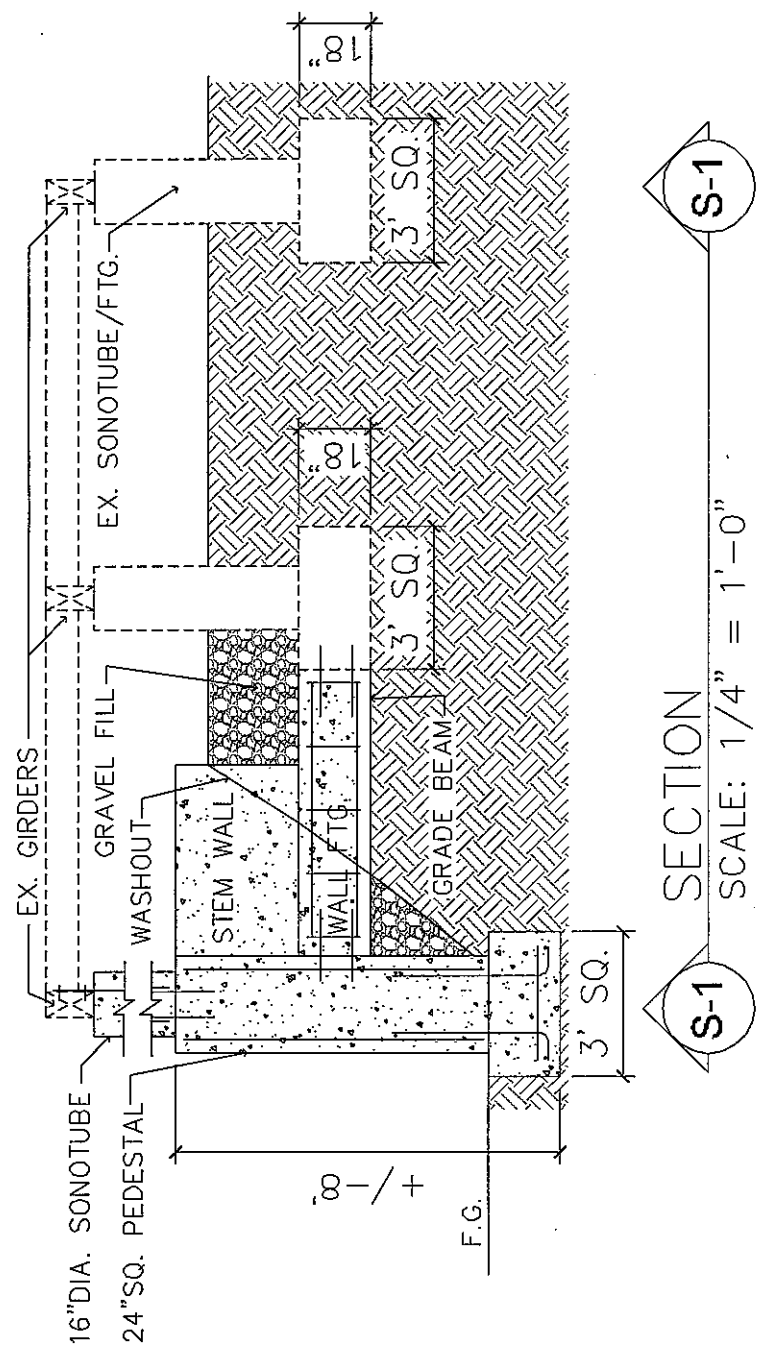 EX. GIRDERS
16"DIA. SONOTUBE
24"SQ. PEDESTAL
WASHOUT
GRAVEL FILL
EX. SONOTUBE/FTG.
STEM WALL
WALL FTG
GRADE BEAM
18"
18"
3' SQ.
3' SQ.
3' SQ.
+/-8'
F.G.
S-1
SECTION
SCALE: 1/4" = 1'-0"
S-1